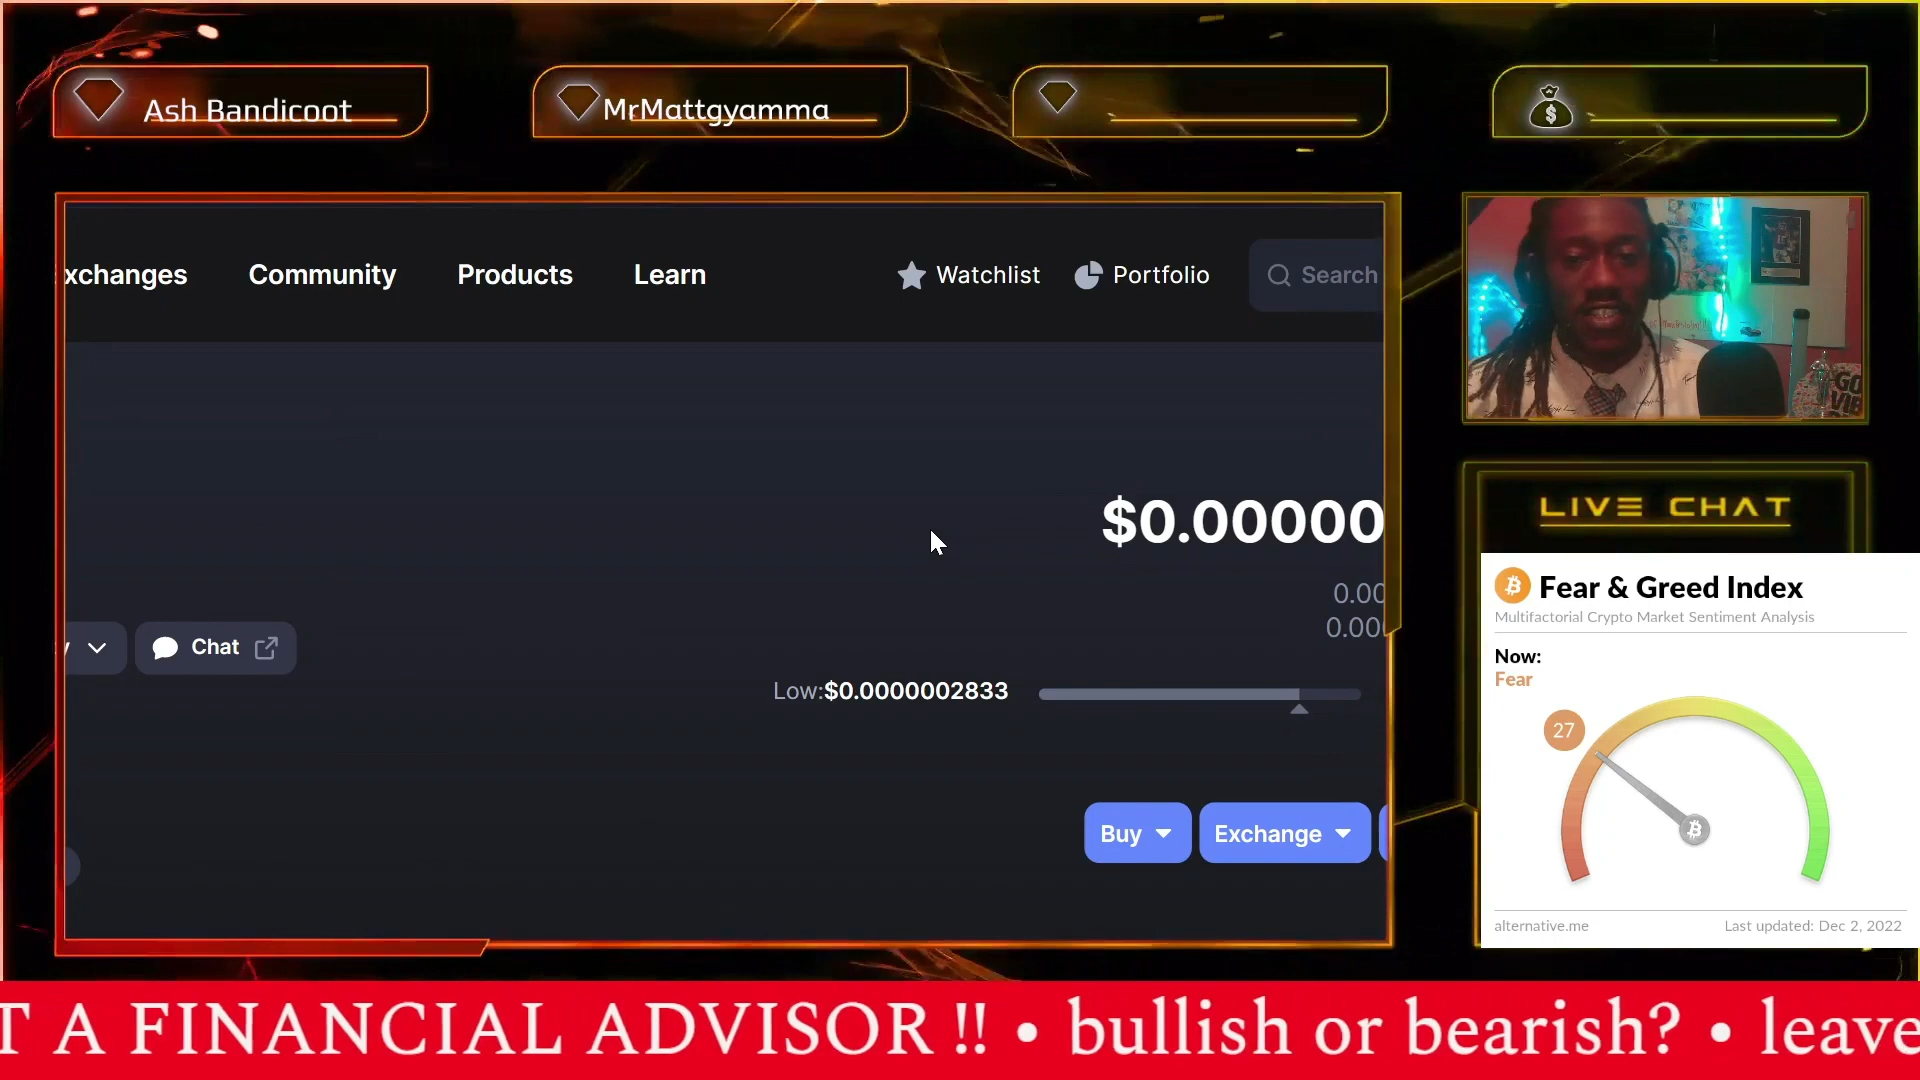 Ash Bandicoot
MrMattgyamma
xchanges
Community
Products
Learn
Watchlist
Portfolio
Search
$0.00000
0.00
0.00
Chat
Low:$0.0000002833
Buy
Exchange
LIVE CHAT
Fear & Greed Index
Multifactorial Crypto Market Sentiment Analysis
Now:
Fear
27
alternative.me
Last updated: Dec 2, 2022
T A FINANCIAL ADVISOR !! • bullish or bearish? • leave